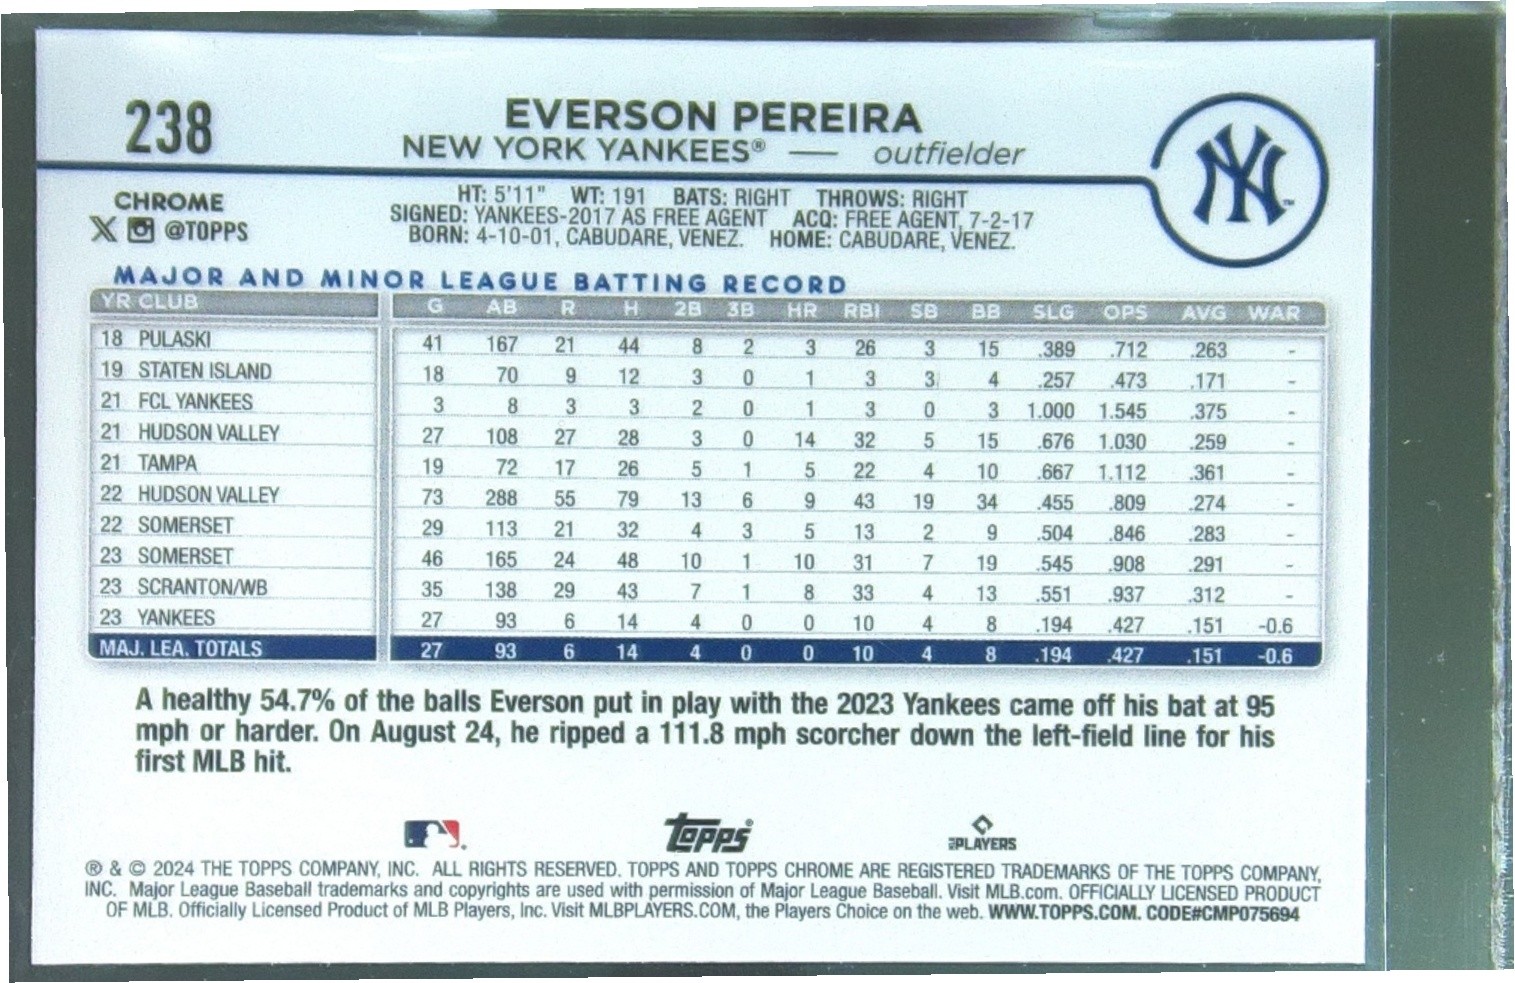 238
EVERSON PEREIRA
NEW YORK YANKEES® — outfielder
NY™
CHROME
X @TOPPS
HT: 5'11" WT: 191 BATS: RIGHT THROWS: RIGHT
SIGNED: YANKEES-2017 AS FREE AGENT ACQ: FREE AGENT, 7-2-17
BORN: 4-10-01, CABUDARE, VENEZ. HOME: CABUDARE, VENEZ.
MAJOR AND MINOR LEAGUE BATTING RECORD
YR CLUB G AB R H 2B 3B HR RBI SB BB SLG OPS AVG WAR
18 PULASKI 41 167 21 44 8 2 3 26 3 15 .389 .712 .263 -
19 STATEN ISLAND 18 70 9 12 3 0 1 3 3 4 .257 .473 .171 -
21 FCL YANKEES 3 8 3 3 2 0 1 3 0 3 1.000 1.545 .375 -
21 HUDSON VALLEY 27 108 27 28 3 0 14 32 5 15 .676 1.030 .259 -
21 TAMPA 19 72 17 26 5 1 5 22 4 10 .667 1.112 .361 -
22 HUDSON VALLEY 73 288 55 79 13 6 9 43 19 34 .455 .809 .274 -
22 SOMERSET 29 113 21 32 4 3 5 13 2 9 .504 .846 .283 -
23 SOMERSET 46 165 24 48 10 1 10 31 7 19 .545 .908 .291 -
23 SCRANTON/WB 35 138 29 43 7 1 8 33 4 13 .551 .937 .312 -
23 YANKEES 27 93 6 14 4 0 0 10 4 8 .194 .427 .151 -0.6
MAJ. LEA. TOTALS 27 93 6 14 4 0 0 10 4 8 .194 .427 .151 -0.6
A healthy 54.7% of the balls Everson put in play with the 2023 Yankees came off his bat at 95
mph or harder. On August 24, he ripped a 111.8 mph scorcher down the left-field line for his
first MLB hit.
Topps® PLAYERS
® & © 2024 THE TOPPS COMPANY, INC. ALL RIGHTS RESERVED. TOPPS AND TOPPS CHROME ARE REGISTERED TRADEMARKS OF THE TOPPS COMPANY,
INC. Major League Baseball trademarks and copyrights are used with permission of Major League Baseball. Visit MLB.com. OFFICIALLY LICENSED PRODUCT
OF MLB. Officially Licensed Product of MLB Players, Inc. Visit MLBPLAYERS.COM, the Players Choice on the web. WWW.TOPPS.COM. CODE#CMP075694